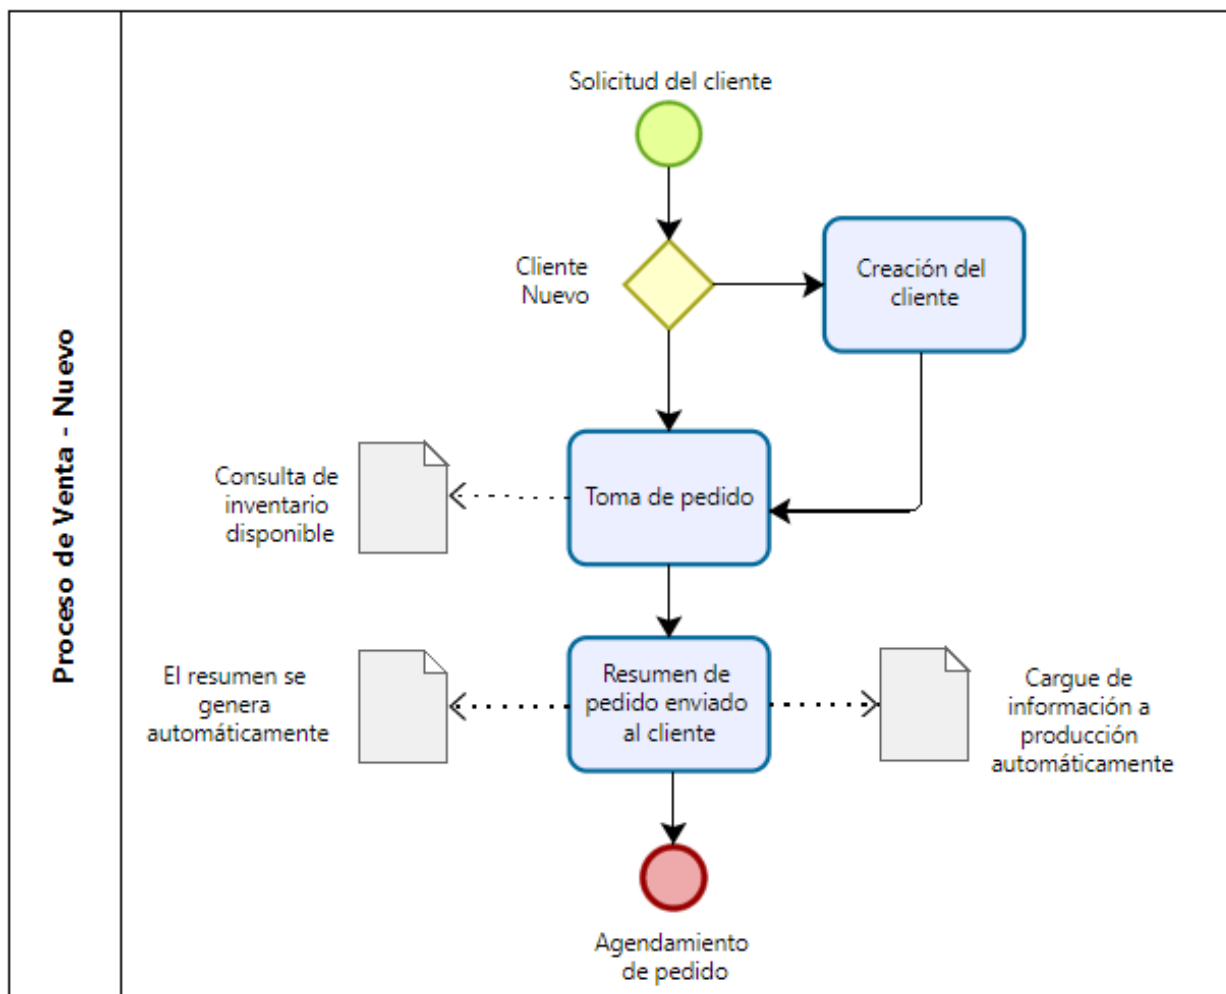 Proceso de Venta - Nuevo
Solicitud del cliente
Cliente
Nuevo
Creación del
cliente
Consulta de
inventario
disponible
Toma de pedido
El resumen se
genera
automáticamente
Resumen de
pedido enviado
al cliente
Cargue de
información a
producción
automáticamente
Agendamiento
de pedido